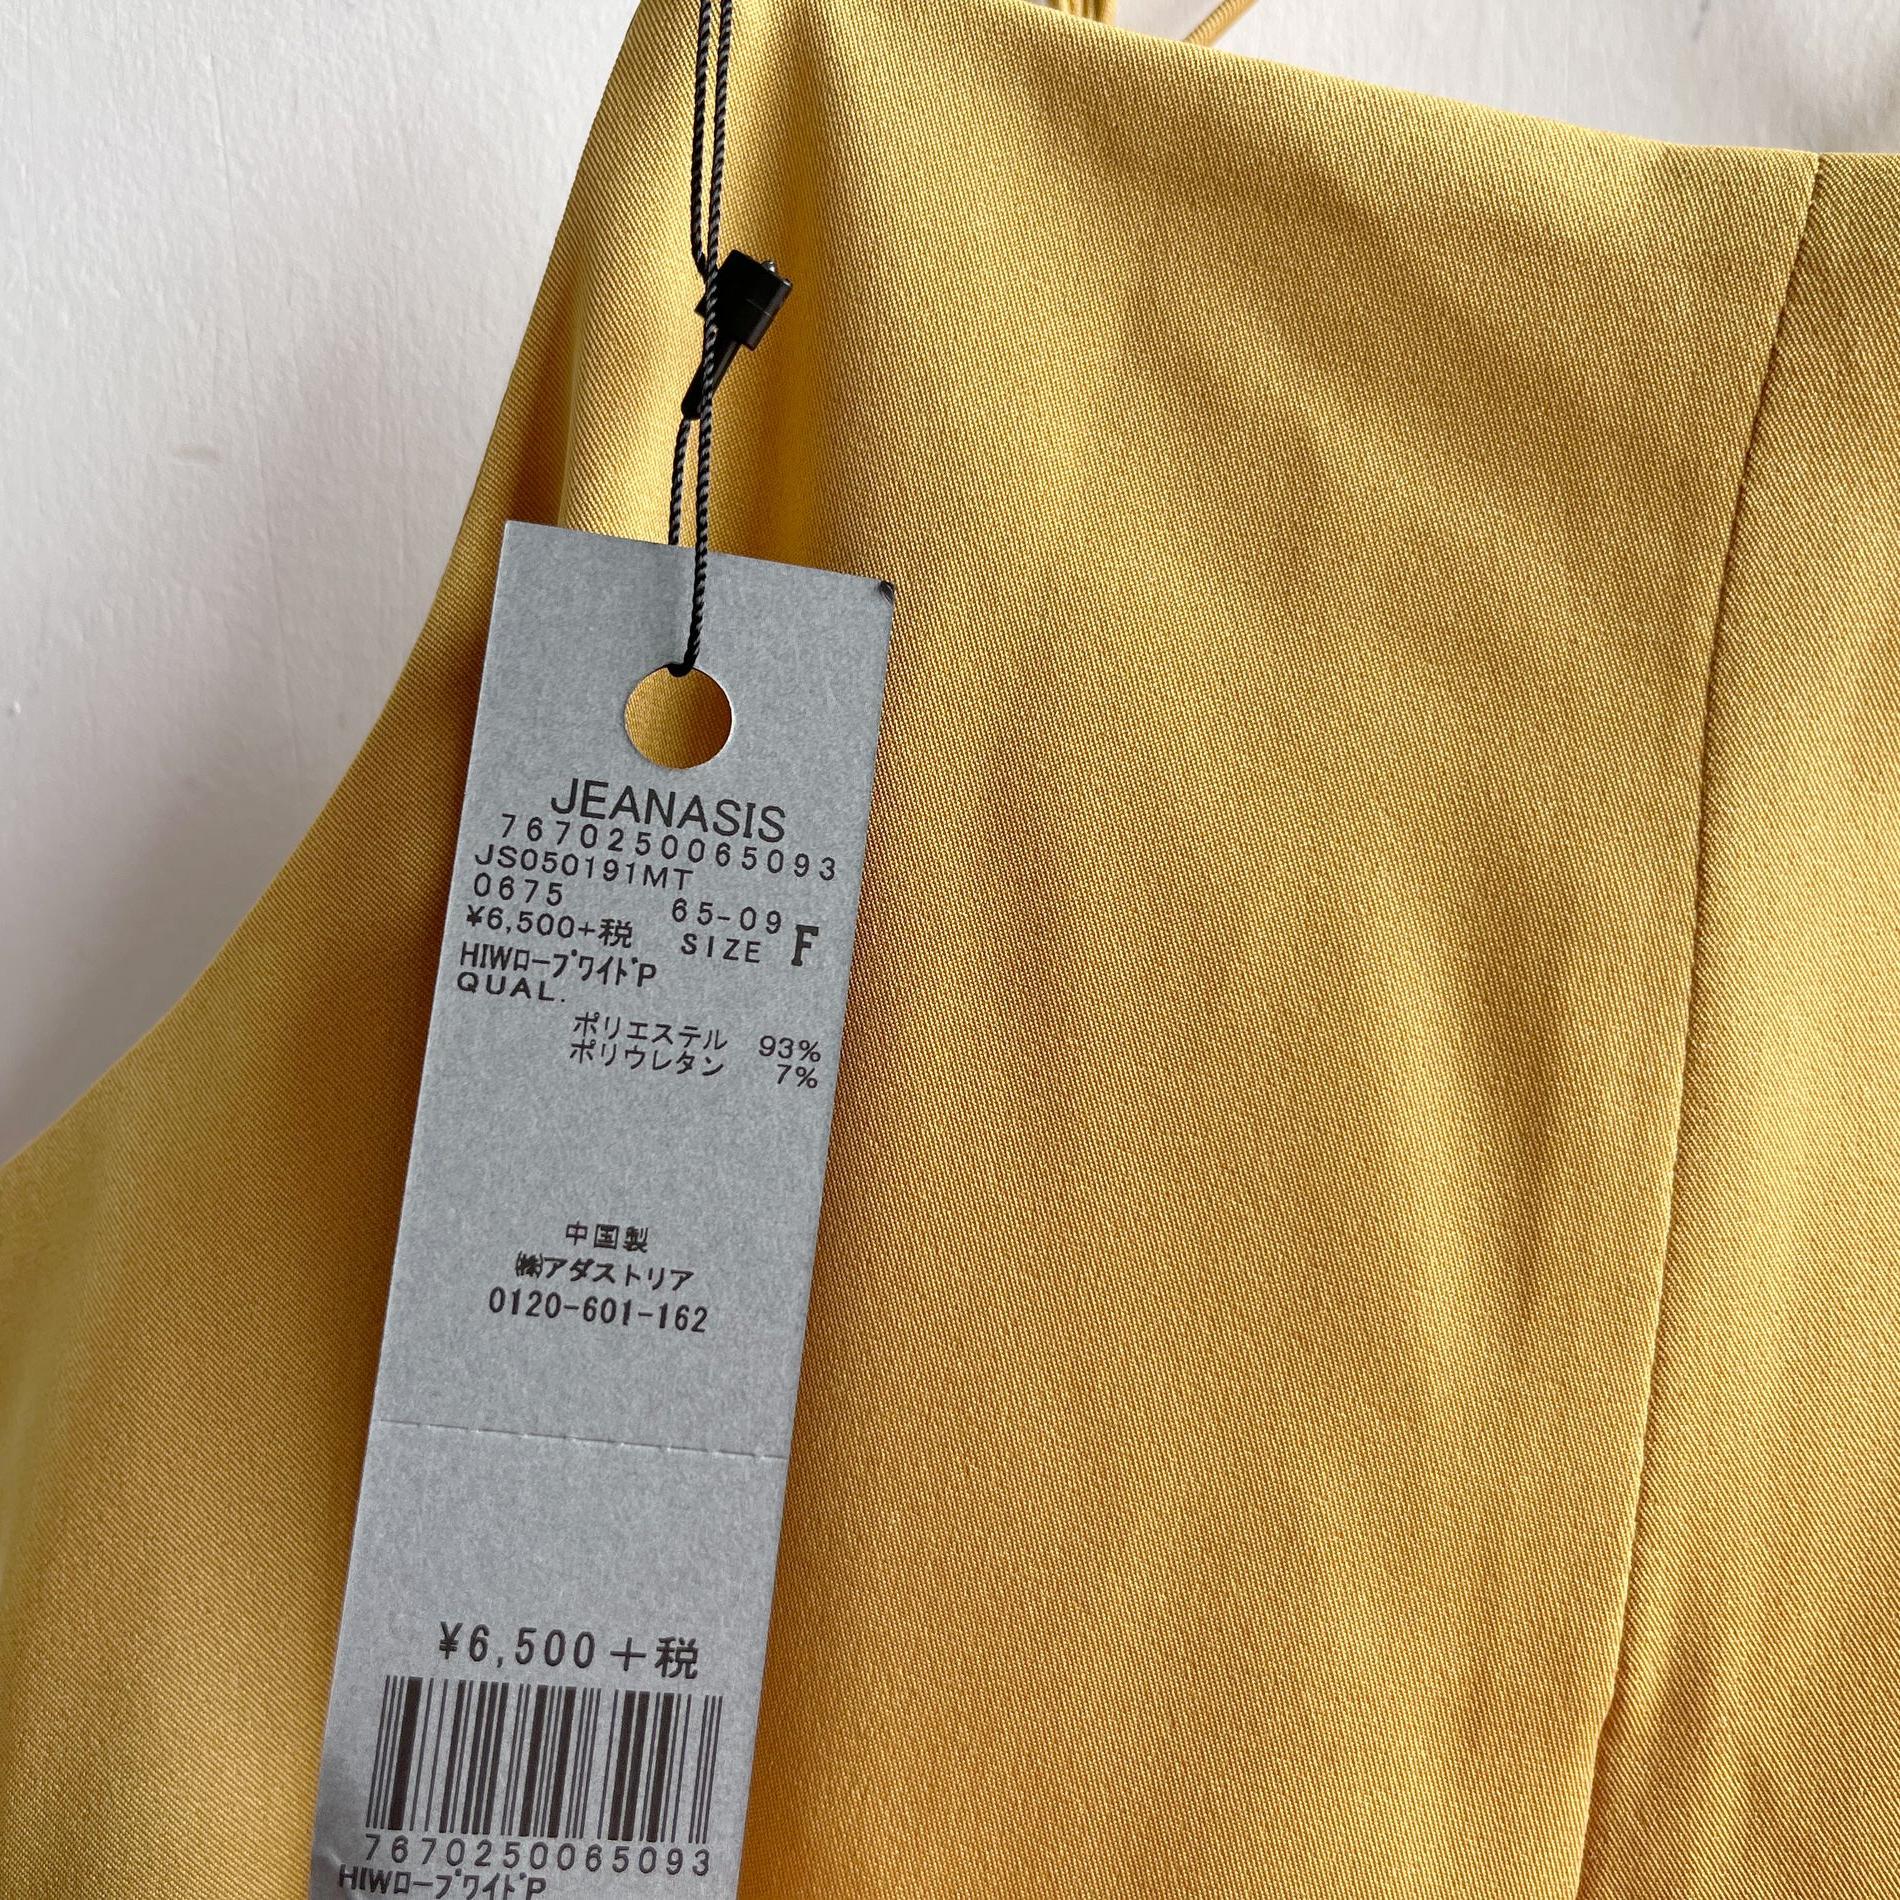 JEANASIS
7670250065093
JS050191MT
0675 65-09
¥6,500+税 SIZE F
HIWﾛｰﾌﾟﾜｲﾄﾞP
QUAL.
ポリエステル 93%
ポリウレタン 7%
中国製
㈱アダストリア
0120-601-162
¥6,500+税
7670250065093
HIWﾛｰﾌﾟﾜｲﾄﾞP